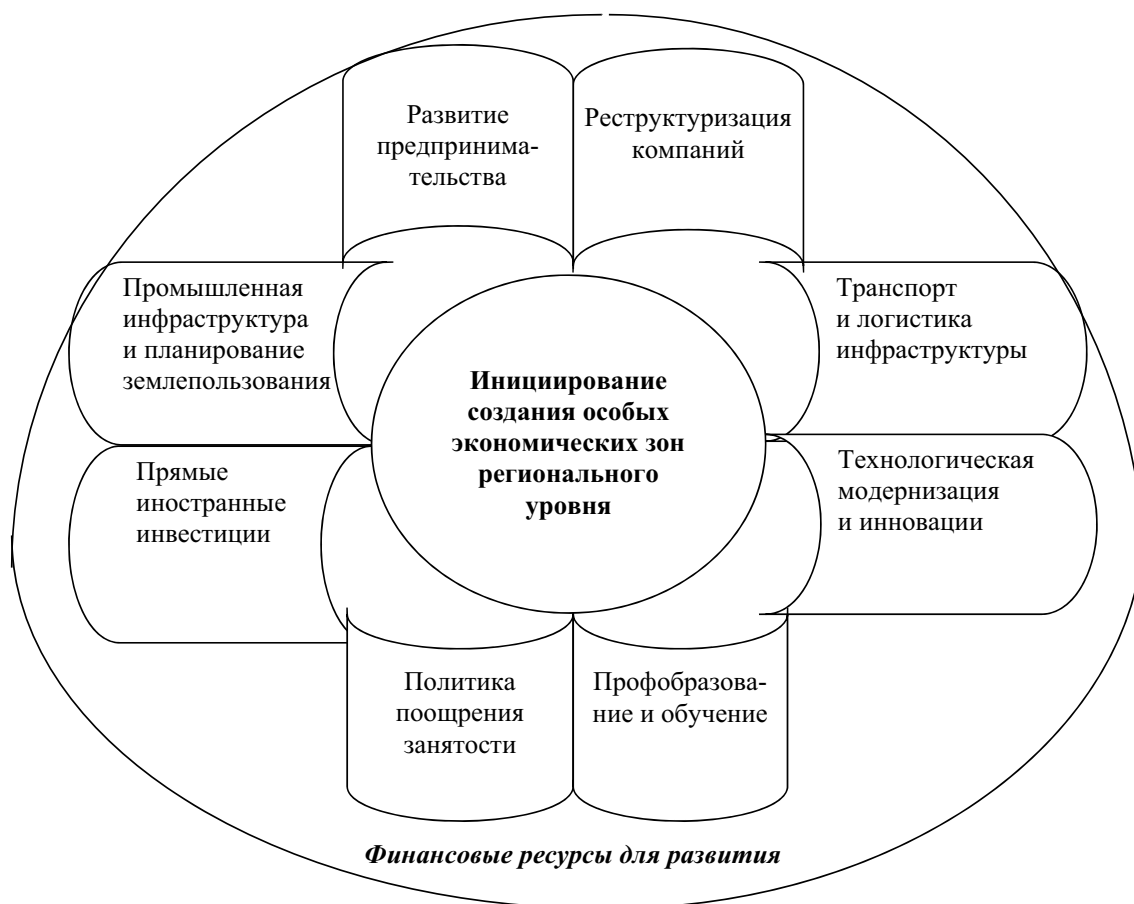 Развитие
предпринима-
тельства
Реструктуризация
компаний
Промышленная
инфраструктура
и планирование
землепользования
Транспорт
и логистика
инфраструктуры
Инициирование
создания особых
экономических зон
регионального
уровня
Прямые
иностранные
инвестиции
Технологическая
модернизация
и инновации
Политика
поощрения
занятости
Профобразова-
ние и обучение
Финансовые ресурсы для развития